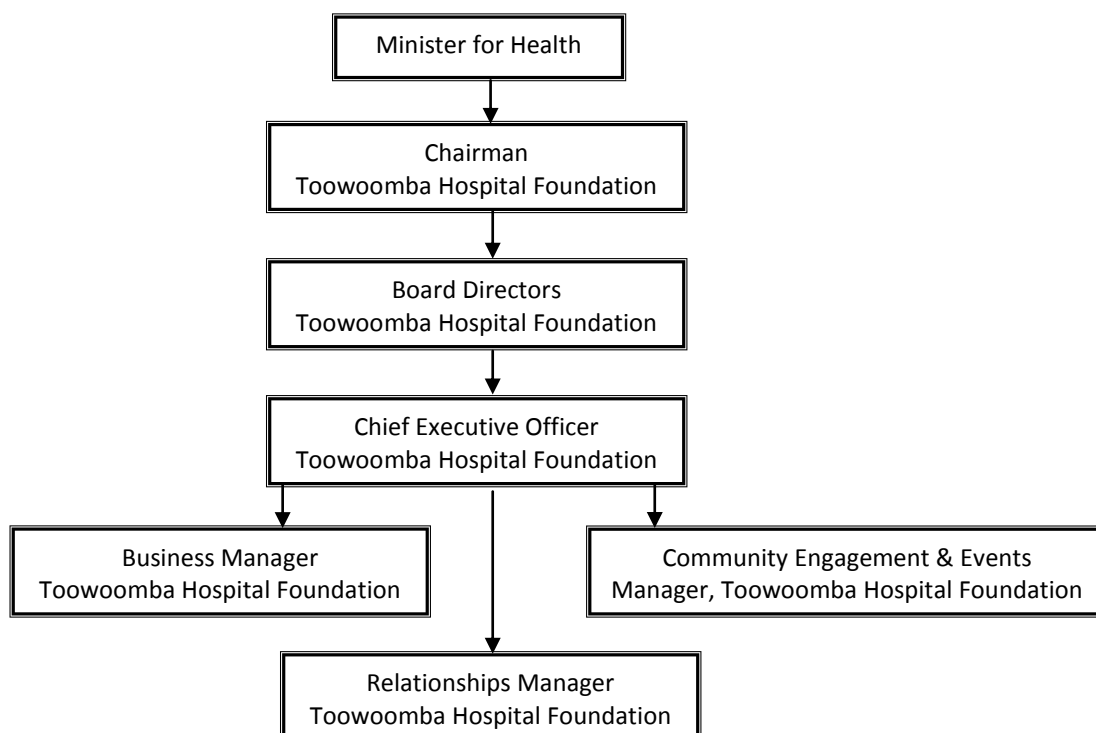 Minister for Health
Chairman
Toowoomba Hospital Foundation
Board Directors
Toowoomba Hospital Foundation
Chief Executive Officer
Toowoomba Hospital Foundation
Business Manager
Toowoomba Hospital Foundation
Community Engagement & Events
Manager, Toowoomba Hospital Foundation
Relationships Manager
Toowoomba Hospital Foundation